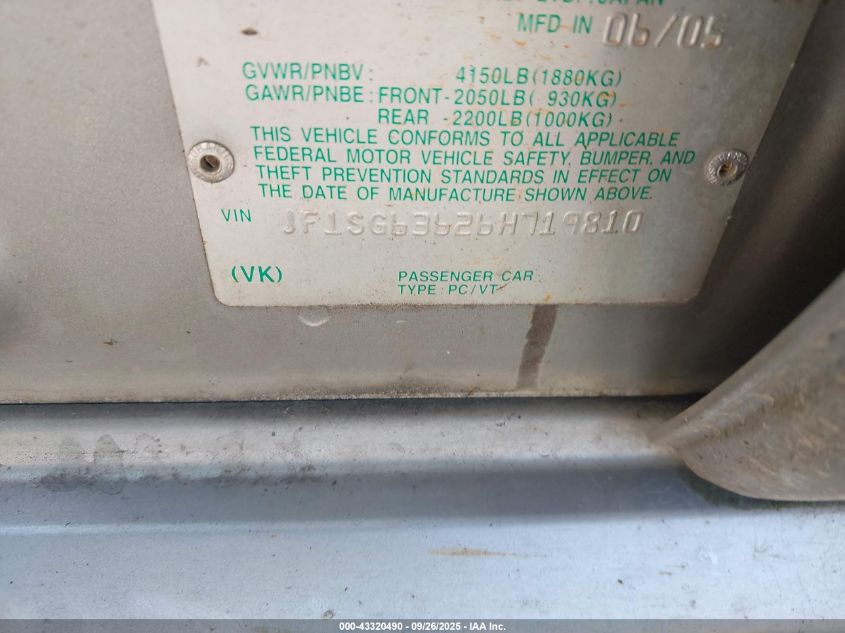 JAPAN
MFD IN 06/05
GVWR/PNBV: 4150LB(1880KG)
GAWR/PNBE: FRONT-2050LB( 930KG)
REAR -2200LB(1000KG)
THIS VEHICLE CONFORMS TO ALL APPLICABLE
FEDERAL MOTOR VEHICLE SAFETY, BUMPER, AND
THEFT PREVENTION STANDARDS IN EFFECT ON
THE DATE OF MANUFACTURE SHOWN ABOVE.
VIN JF1SG63626H719810
(VK) PASSENGER CAR
TYPE: PC/VT
000-43320490 - 09/26/2025 - IAA Inc.